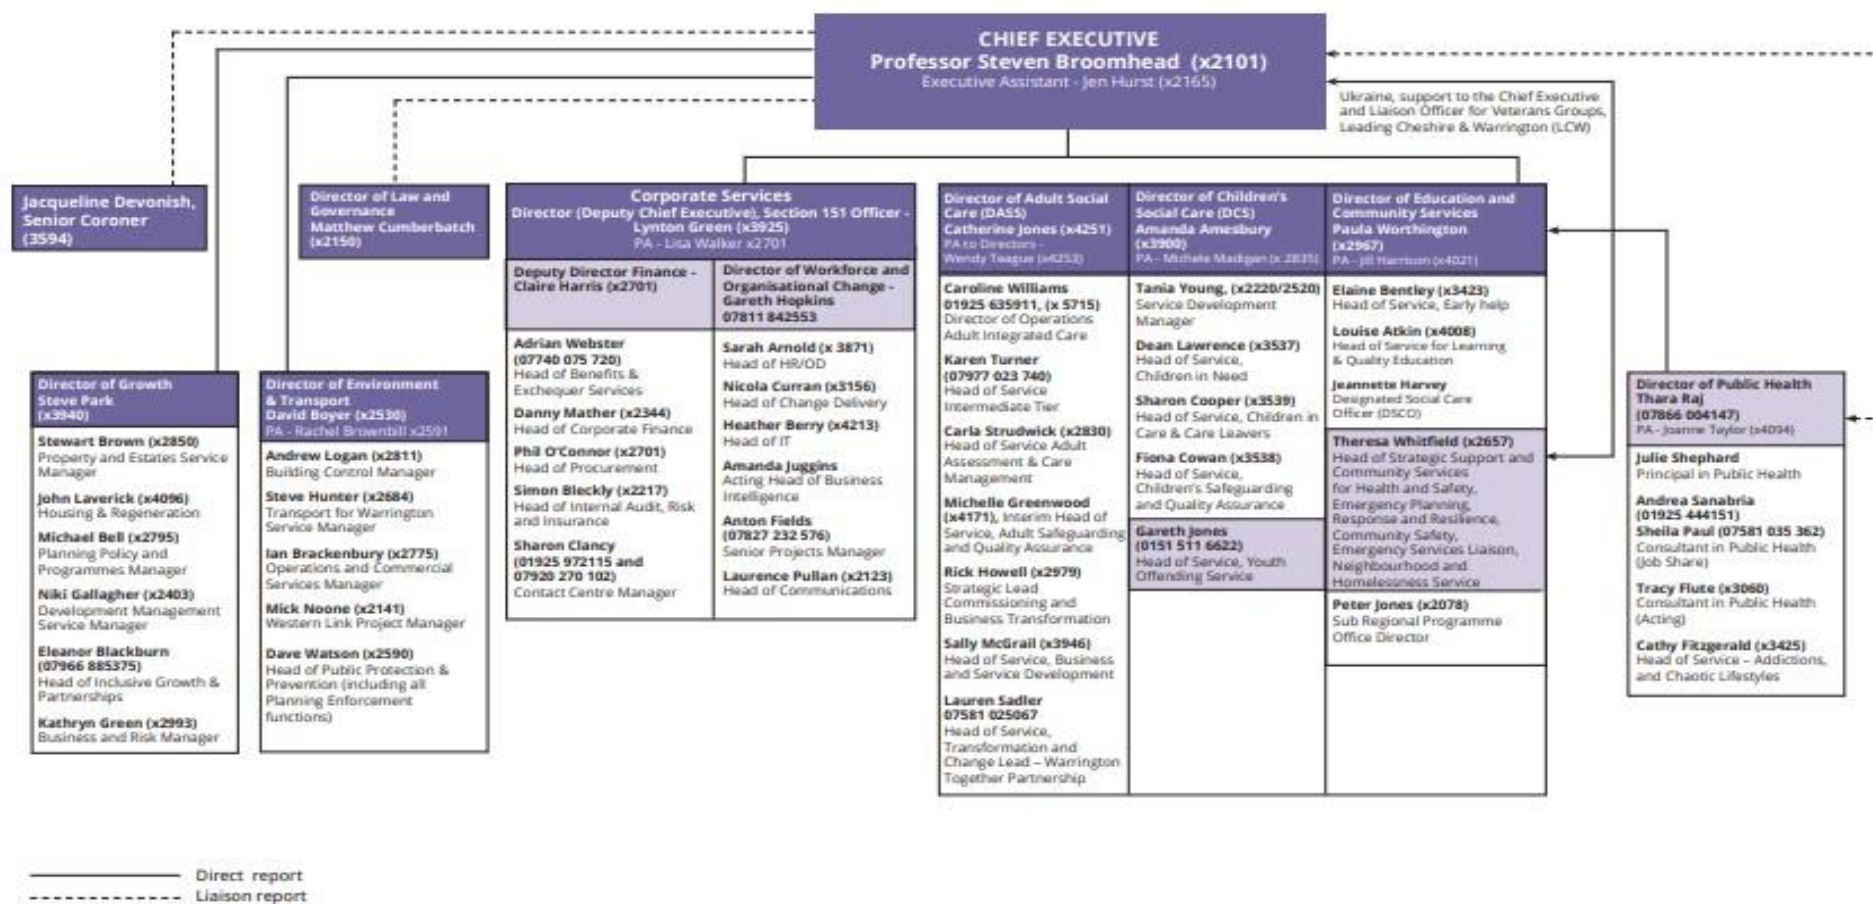 CHIEF EXECUTIVE
Professor Steven Broomhead (x2101)
Executive Assistant - Jen Hurst (x2165)
Ukraine, support to the Chief Executive
and Liaison Officer for Veterans Groups,
Leading Cheshire & Warrington (LCW)
Jacqueline Devonish,
Senior Coroner
(3594)
Director of Law and
Governance
Matthew Cumberbatch
(x2150)
Director of Growth
Steve Park
(x3940)
Stewart Brown (x2850)
Property and Estates Service
Manager
John Laverick (x4096)
Housing & Regeneration
Michael Bell (x2795)
Planning Policy and
Programmes Manager
Niki Gallagher (x2403)
Development Management
Service Manager
Eleanor Blackburn
(07966 885375)
Head of Inclusive Growth &
Partnerships
Kathryn Green (x2993)
Business and Risk Manager
Director of Environment
& Transport
David Boyer (x2530)
PA - Rachel Brownbill x2591
Andrew Logan (x2811)
Building Control Manager
Steve Hunter (x2684)
Transport for Warrington
Service Manager
Ian Brackenbury (x2775)
Operations and Commercial
Services Manager
Mick Noone (x2141)
Western Link Project Manager
Dave Watson (x2590)
Head of Public Protection &
Prevention (including all
Planning Enforcement
functions)
Corporate Services
Director (Deputy Chief Executive), Section 151 Officer -
Lynton Green (x3925)
PA - Lisa Walker x2701
Deputy Director Finance -
Claire Harris (x2701)
Adrian Webster
(07740 075 720)
Head of Benefits &
Exchequer Services
Danny Mather (x2344)
Head of Corporate Finance
Phil O'Connor (x2701)
Head of Procurement
Simon Bleckly (x2217)
Head of Internal Audit, Risk
and Insurance
Sharon Clancy
(01925 972115 and
07920 270 102)
Contact Centre Manager
Director of Workforce and
Organisational Change -
Gareth Hopkins
07811 842553
Sarah Arnold (x 3871)
Head of HR/OD
Nicola Curran (x3156)
Head of Change Delivery
Heather Berry (x4213)
Head of IT
Amanda Juggins
Acting Head of Business
Intelligence
Anton Fields
(07827 232 576)
Senior Projects Manager
Laurence Pullan (x2123)
Head of Communications
Director of Adult Social
Care (DASS)
Catherine Jones (x4251)
PA to Directors -
Wendy Teague (x4253)
Caroline Williams
01925 635911, (x 5715)
Director of Operations
Adult Integrated Care
Karen Turner
(07977 023 740)
Head of Service
Intermediate Tier
Carla Strudwick (x2830)
Head of Service Adult
Assessment & Care
Management
Michelle Greenwood
(x4171), Interim Head of
Service, Adult Safeguarding
and Quality Assurance
Rick Howell (x2979)
Strategic Lead
Commissioning and
Business Transformation
Sally McGrail (x3946)
Head of Service, Business
and Service Development
Lauren Sadler
07581 025067
Head of Service,
Transformation and
Change Lead – Warrington
Together Partnership
Director of Children's
Social Care (DCS)
Amanda Amesbury
(x3900)
PA - Michele Madigan (x 2835)
Tania Young, (x2220/2520)
Service Development
Manager
Dean Lawrence (x3537)
Head of Service,
Children in Need
Sharon Cooper (x3539)
Head of Service, Children in
Care & Care Leavers
Fiona Cowan (x3538)
Head of Service,
Children's Safeguarding
and Quality Assurance
Gareth Jones
(0151 511 6622)
Head of Service, Youth
Offending Service
Director of Education and
Community Services
Paula Worthington
(x2967)
PA - Jill Harrison (x4021)
Elaine Bentley (x3423)
Head of Service, Early help
Louise Atkin (x4008)
Head of Service for Learning
& Quality Education
Jeannette Harvey
Designated Social Care
Officer (DSCO)
Theresa Whitfield (x2657)
Head of Strategic Support and
Community Services
for Health and Safety,
Emergency Planning,
Response and Resilience,
Community Safety,
Emergency Services Liaison,
Neighbourhood and
Homelessness Service
Peter Jones (x2078)
Sub Regional Programme
Office Director
Director of Public Health
Thara Raj
(07866 004147)
PA - Joanne Taylor (x4094)
Julie Shephard
Principal in Public Health
Andrea Sanabria
(01925 444151)
Sheila Paul (07581 035 362)
Consultant in Public Health
(Job Share)
Tracy Flute (x3060)
Consultant in Public Health
(Acting)
Cathy Fitzgerald (x3425)
Head of Service – Addictions,
and Chaotic Lifestyles
Direct report
Liaison report